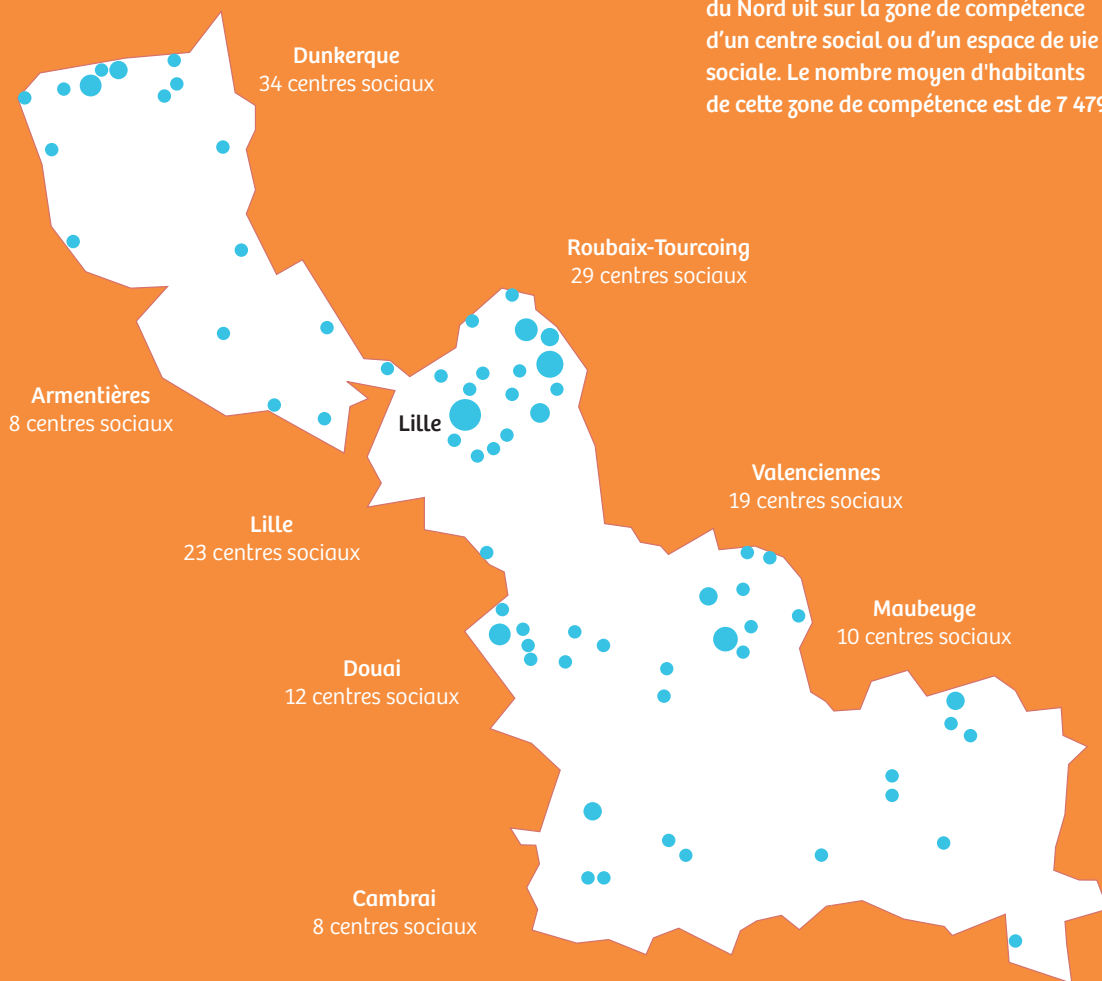 du Nord vit sur la zone de compétence
d'un centre social ou d'un espace de vie
sociale. Le nombre moyen d'habitants
de cette zone de compétence est de 7 479
Dunkerque
34 centres sociaux
Roubaix-Tourcoing
29 centres sociaux
Armentières
8 centres sociaux
Lille
Valenciennes
19 centres sociaux
Lille
23 centres sociaux
Maubeuge
10 centres sociaux
Douai
12 centres sociaux
Cambrai
8 centres sociaux